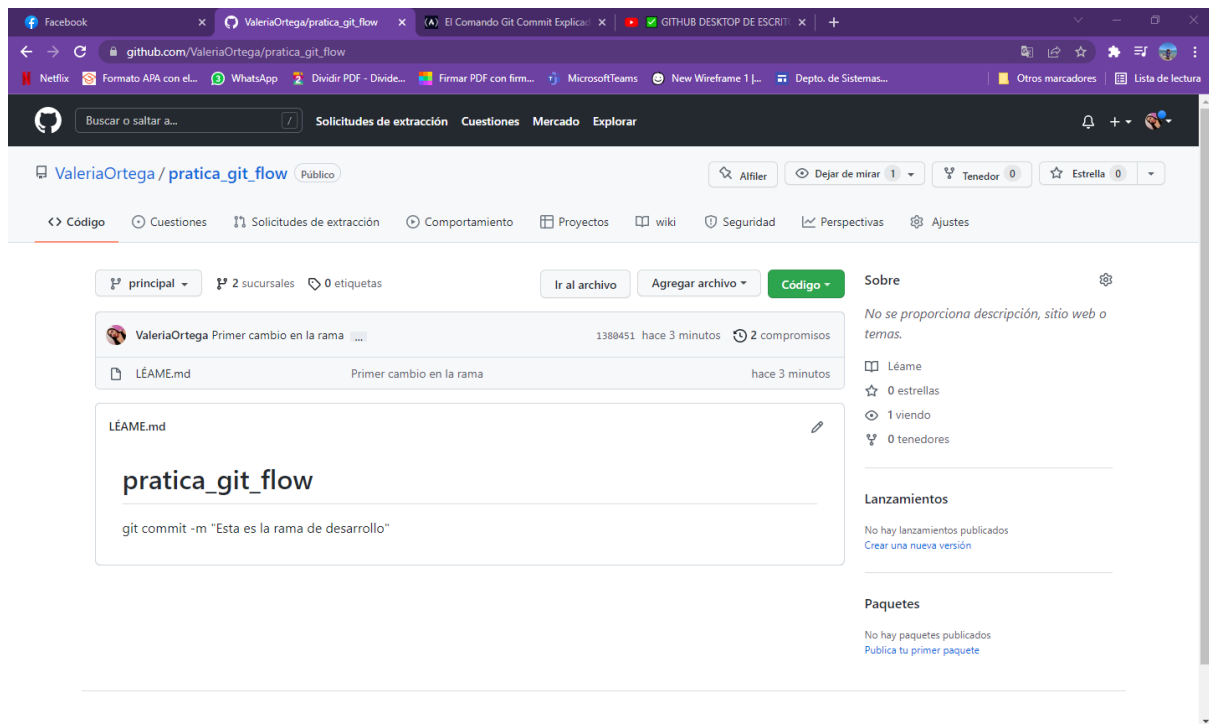 Facebook
ValeriaOrtega/pratica_git_flow
El Comando Git Commit Explicad
GITHUB DESKTOP DE ESCRIT
github.com/ValeriaOrtega/pratica_git_flow
Netflix Formato APA con el... WhatsApp Dividir PDF - Divide... Firmar PDF con firm... MicrosoftTeams New Wireframe 1 |... Depto. de Sistemas... Otros marcadores Lista de lectura
Buscar o saltar a... / Solicitudes de extracción Cuestiones Mercado Explorar
ValeriaOrtega / pratica_git_flow Público Alfiler Dejar de mirar 1 Tenedor 0 Estrella 0
Código Cuestiones Solicitudes de extracción Comportamiento Proyectos wiki Seguridad Perspectivas Ajustes
principal 2 sucursales 0 etiquetas Ir al archivo Agregar archivo Código
ValeriaOrtega Primer cambio en la rama ... 1380451 hace 3 minutos 2 compromisos
LÉAME.md Primer cambio en la rama hace 3 minutos
LÉAME.md
pratica_git_flow
git commit -m "Esta es la rama de desarrollo"
Sobre
No se proporciona descripción, sitio web o
temas.
Léame
0 estrellas
1 viendo
0 tenedores
Lanzamientos
No hay lanzamientos publicados
Crear una nueva versión
Paquetes
No hay paquetes publicados
Publica tu primer paquete